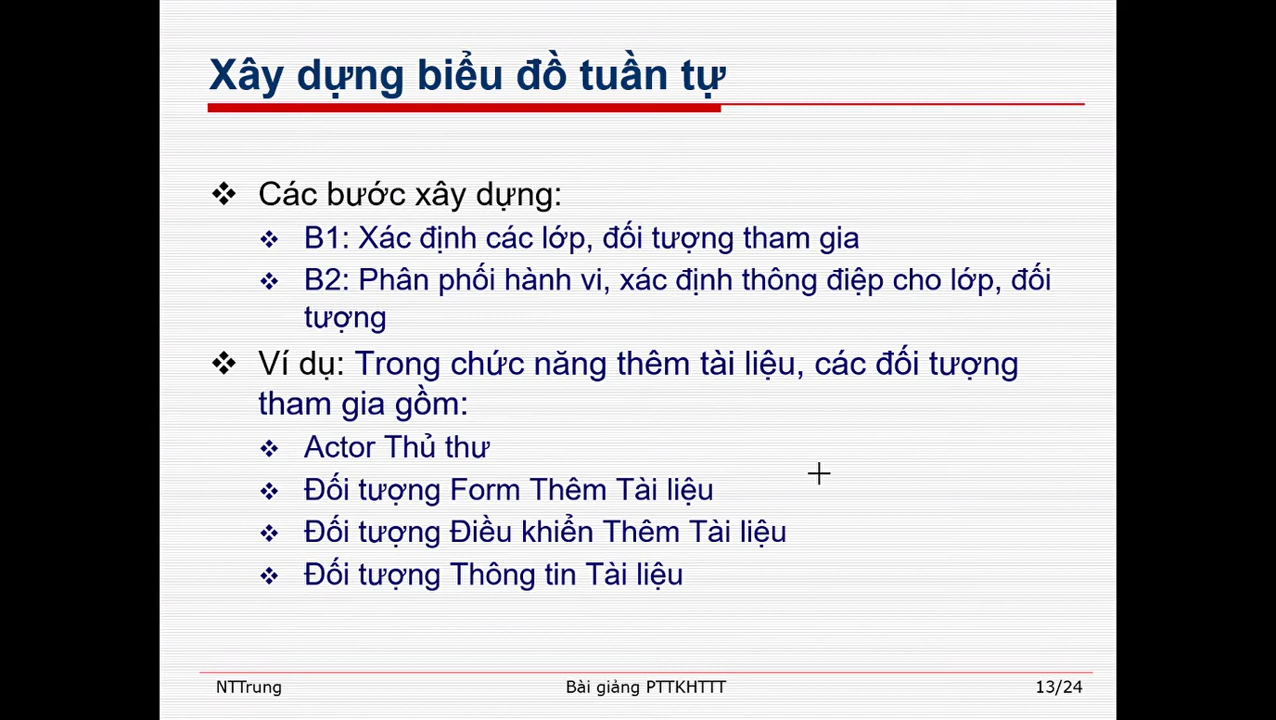 Xây dựng biểu đồ tuần tự
Các bước xây dựng:
B1: Xác định các lớp, đối tượng tham gia
B2: Phân phối hành vi, xác định thông điệp cho lớp, đối
tượng
Ví dụ: Trong chức năng thêm tài liệu, các đối tượng
tham gia gồm:
Actor Thủ thư
Đối tượng Form Thêm Tài liệu
Đối tượng Điều khiển Thêm Tài liệu
Đối tượng Thông tin Tài liệu
NTTrung
Bài giảng PTTKHTTT
13/24